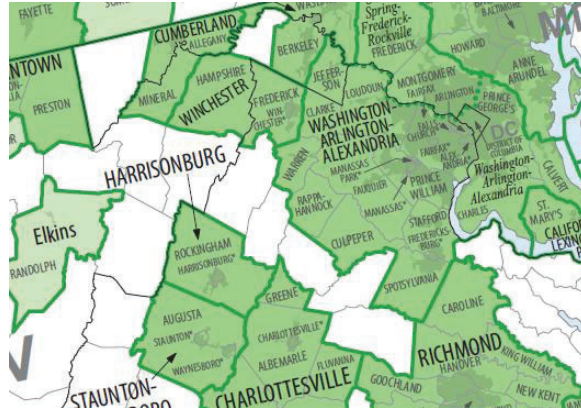 FAYETTE
CUMBERLAND
ALLEGANY
Spring-
Frederick-
Rockville
FREDERICK
BALTIMORE
HOWARD
ANNE
ARUNDEL
BERKELEY
JEFFER-
SON
PRESTON
MINERAL
HAMPSHIRE
WINCHESTER
FREDERICK
WIN-
CHESTER*
CLARKE
LOUDOUN
MONTGOMERY
FAIRFAX
ARLINGTON
PRINCE
GEORGE'S
WASHINGTON-
ARLINGTON-
ALEXANDRIA
FALLS
CHURCH*
FAIRFAX*
ALEX-
ANDRIA*
DC
DISTRICT OF
COLUMBIA
Washington-
Arlington-
Alexandria
CALVERT
WARREN
MANASSAS
PARK*
FAUQUIER
PRINCE
WILLIAM
MANASSAS*
RAPPA-
HANNOCK
CULPEPER
STAFFORD
FREDERICKS
BURG*
CHARLES
ST.
MARY'S
HARRISONBURG
ROCKINGHAM
HARRISONBURG*
Elkins
RANDOLPH
SPOTSYLVANIA
CAROLINE
GREENE
AUGUSTA
STAUNTON*
WAYNESBORO*
CHARLOTTESVILLE*
ALBEMARLE
FLUVANNA
RICHMOND
HANOVER
KING WILLIAM
GOOCHLAND
NEW KENT
STAUNTON-
CHARLOTTESVILLE